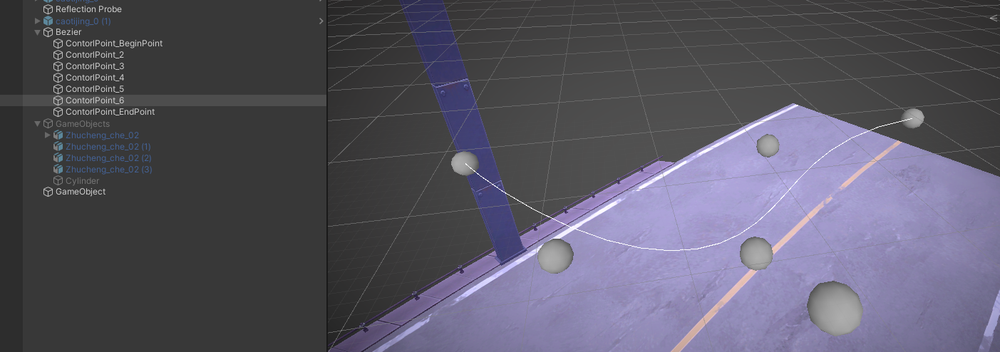 Reflection Probe
caotijing_0 (1)
Bezier
ContorlPoint_BeginPoint
ContorlPoint_2
ContorlPoint_3
ContorlPoint_4
ContorlPoint_5
ContorlPoint_6
ContorlPoint_EndPoint
GameObjects
Zhucheng_che_02
Zhucheng_che_02 (1)
Zhucheng_che_02 (2)
Zhucheng_che_02 (3)
Cylinder
GameObject